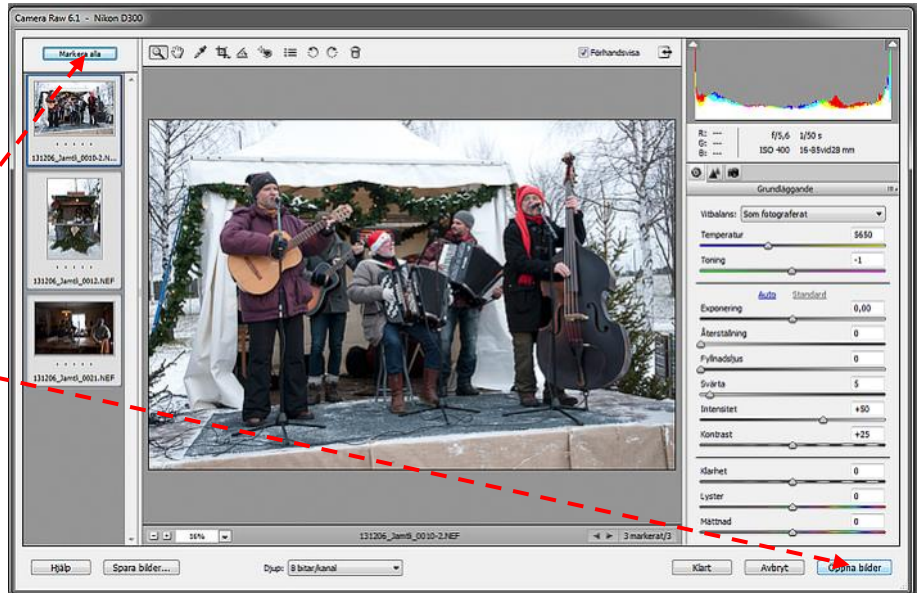 Camera Raw 6.1 - Nikon D300
Markera alla
Förhandsvisa
131206_Jamtli_0010-2.N...
131206_Jamtli_0012.NEF
131206_Jamtli_0021.NEF
R: ---
G: ---
B: ---
f/5,6 1/50 s
ISO 400 16-85vid28 mm
Grundläggande
Vitbalans: Som fotograferat
Temperatur 5650
Toning -1
Auto Standard
Exponering 0,00
Återställning 0
Fyllnadsljus 0
Svärta 5
Intensitet +50
Kontrast +25
Klarhet 0
Lyster 0
Mättnad 0
16% 131206_Jamtli_0010-2.NEF 3 markerat/3
Hjälp Spara bilder... Djup: 8 bitar/kanal Klart Avbryt Öppna bilder